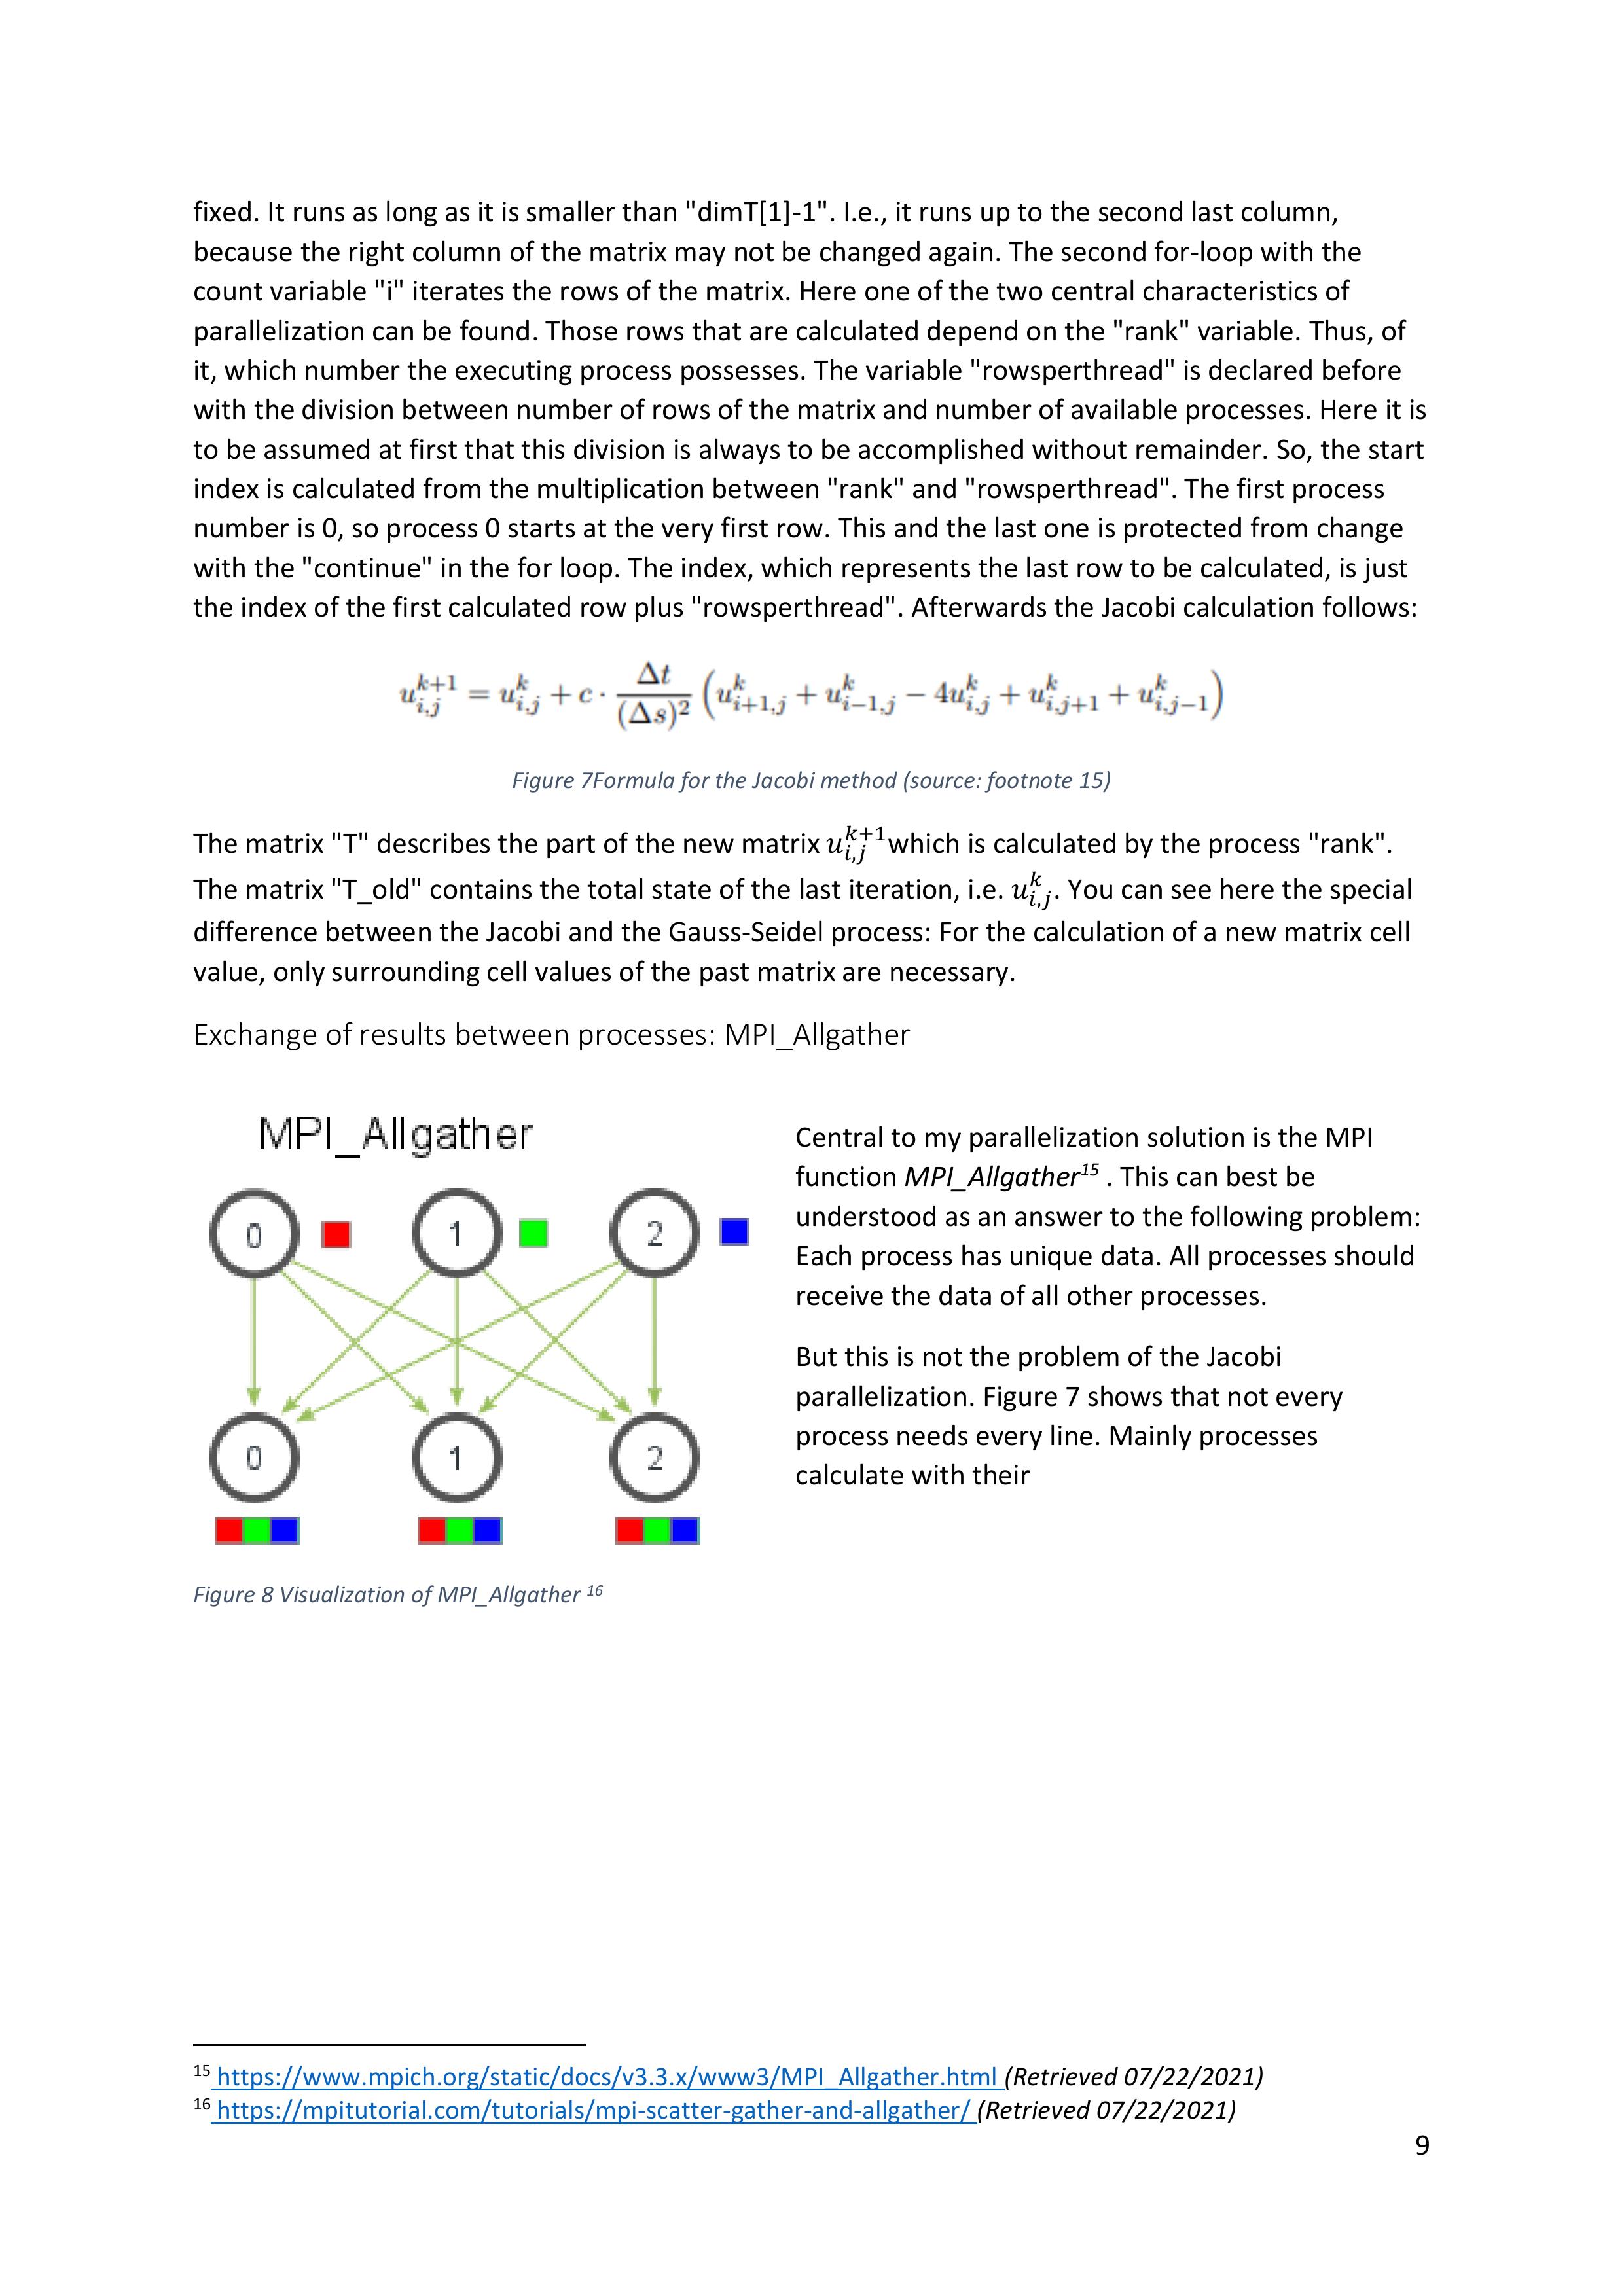 fixed. It runs as long as it is smaller than "dimT[1]-1". I.e., it runs up to the second last column,
because the right column of the matrix may not be changed again. The second for-loop with the
count variable "i" iterates the rows of the matrix. Here one of the two central characteristics of
parallelization can be found. Those rows that are calculated depend on the "rank" variable. Thus, of
it, which number the executing process possesses. The variable "rowsperthread" is declared before
with the division between number of rows of the matrix and number of available processes. Here it is
to be assumed at first that this division is always to be accomplished without remainder. So, the start
index is calculated from the multiplication between "rank" and "rowsperthread". The first process
number is 0, so process 0 starts at the very first row. This and the last one is protected from change
with the "continue" in the for loop. The index, which represents the last row to be calculated, is just
the index of the first calculated row plus "rowsperthread". Afterwards the Jacobi calculation follows:
$u_{i,j}^{k+1} = u_{i,j}^{k} + c \cdot \frac{\Delta t}{(\Delta s)^2} \left( u_{i+1,j}^{k} + u_{i-1,j}^{k} - 4u_{i,j}^{k} + u_{i,j+1}^{k} + u_{i,j-1}^{k} \right)$
Figure 7Formula for the Jacobi method (source: footnote 15)
The matrix "T" describes the part of the new matrix $u_{i,j}^{k+1}$which is calculated by the process "rank".
The matrix "T_old" contains the total state of the last iteration, i.e. $u_{i,j}^{k}$. You can see here the special
difference between the Jacobi and the Gauss-Seidel process: For the calculation of a new matrix cell
value, only surrounding cell values of the past matrix are necessary.
Exchange of results between processes: MPI_Allgather
MPI_Allgather
0 1 2
0 1 2
Figure 8 Visualization of MPI_Allgather 16
Central to my parallelization solution is the MPI
function MPI_Allgather15 . This can best be
understood as an answer to the following problem:
Each process has unique data. All processes should
receive the data of all other processes.
But this is not the problem of the Jacobi
parallelization. Figure 7 shows that not every
process needs every line. Mainly processes
calculate with their
15 https://www.mpich.org/static/docs/v3.3.x/www3/MPI_Allgather.html (Retrieved 07/22/2021)
16 https://mpitutorial.com/tutorials/mpi-scatter-gather-and-allgather/ (Retrieved 07/22/2021)
9